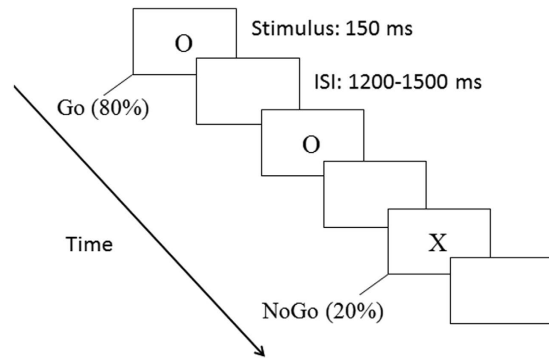 O
Stimulus: 150 ms
ISI: 1200-1500 ms
Go (80%)
O
X
Time
NoGo (20%)